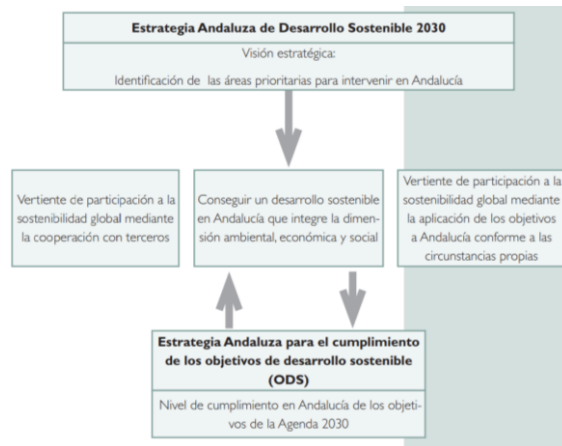 Estrategia Andaluza de Desarrollo Sostenible 2030
Visión estratégica:
Identificación de las áreas prioritarias para intervenir en Andalucía
Vertiente de participación a la
sostenibilidad global mediante
la cooperación con terceros
Conseguir un desarrollo sostenible
en Andalucía que integre la dimen-
sión ambiental, económica y social
Vertiente de participación a la
sostenibilidad global mediante
la aplicación de los objetivos
a Andalucía conforme a las
circunstancias propias
Estrategia Andaluza para el cumplimiento
de los objetivos de desarrollo sostenible
(ODS)
Nivel de cumplimiento en Andalucía de los objeti-
vos de la Agenda 2030